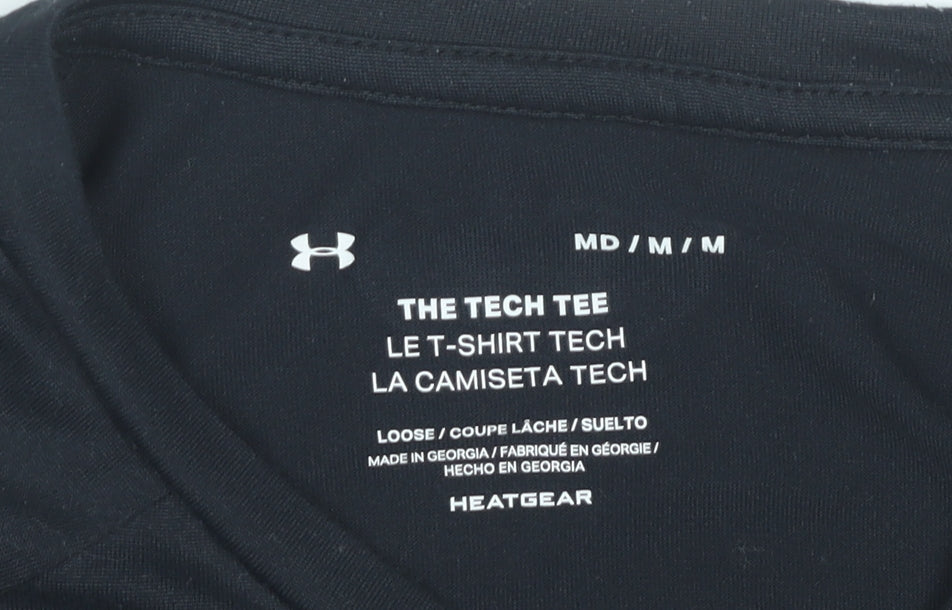 MD / M / M
THE TECH TEE
LE T-SHIRT TECH
LA CAMISETA TECH
LOOSE / COUPE LÂCHE / SUELTO
MADE IN GEORGIA / FABRIQUÉ EN GÉORGIE /
HECHO EN GEORGIA
HEATGEAR